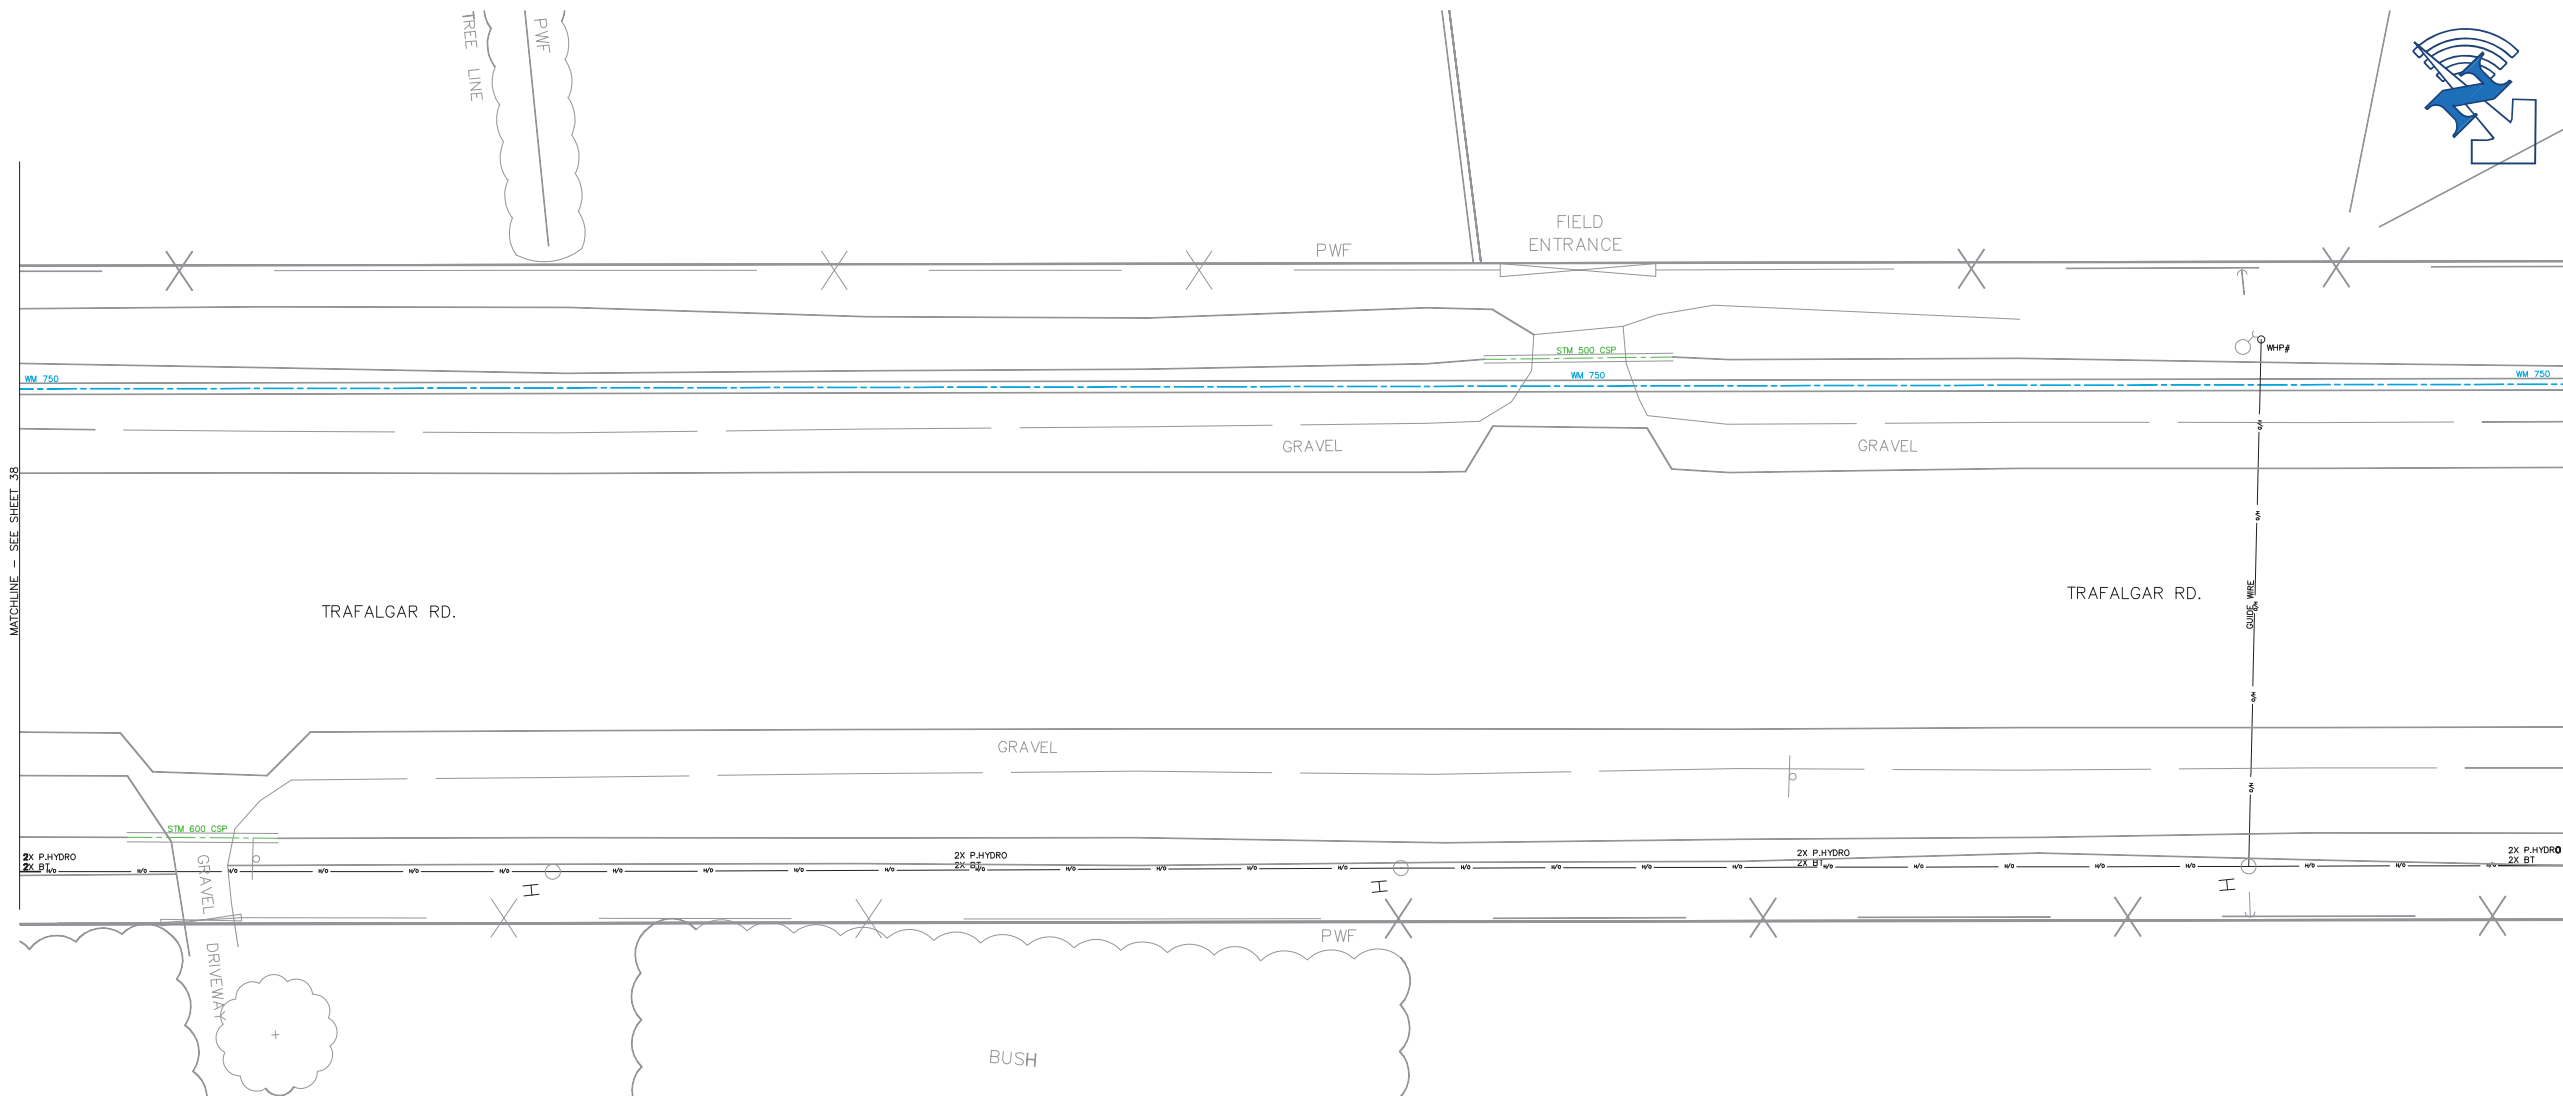 TREE LINE
PWF
FIELD
ENTRANCE
PWF
STM 500 CSP
WHP#
WM 750
WM 750
WM 750
GRAVEL
GRAVEL
O/H
O/H
MATCHLINE - SEE SHEET 38
TRAFALGAR RD.
TRAFALGAR RD.
GUIDE WIRE
O/H
O/H
GRAVEL
O/H
STM 600 CSP
2X P.HYDRO
2X BT
2X P.HYDRO
2X BT
2X P.HYDRO
2X BT
2X P.HYDRO
2X BT
H/O H/O H/O H/O H/O H/O H/O H/O H/O H/O H/O H/O H/O H/O H/O H/O H/O H/O H/O H/O H/O H/O H/O H/O H/O H/O H/O H/O
H
H
H
GRAVEL DRIVEWAY
PWF
BUSH